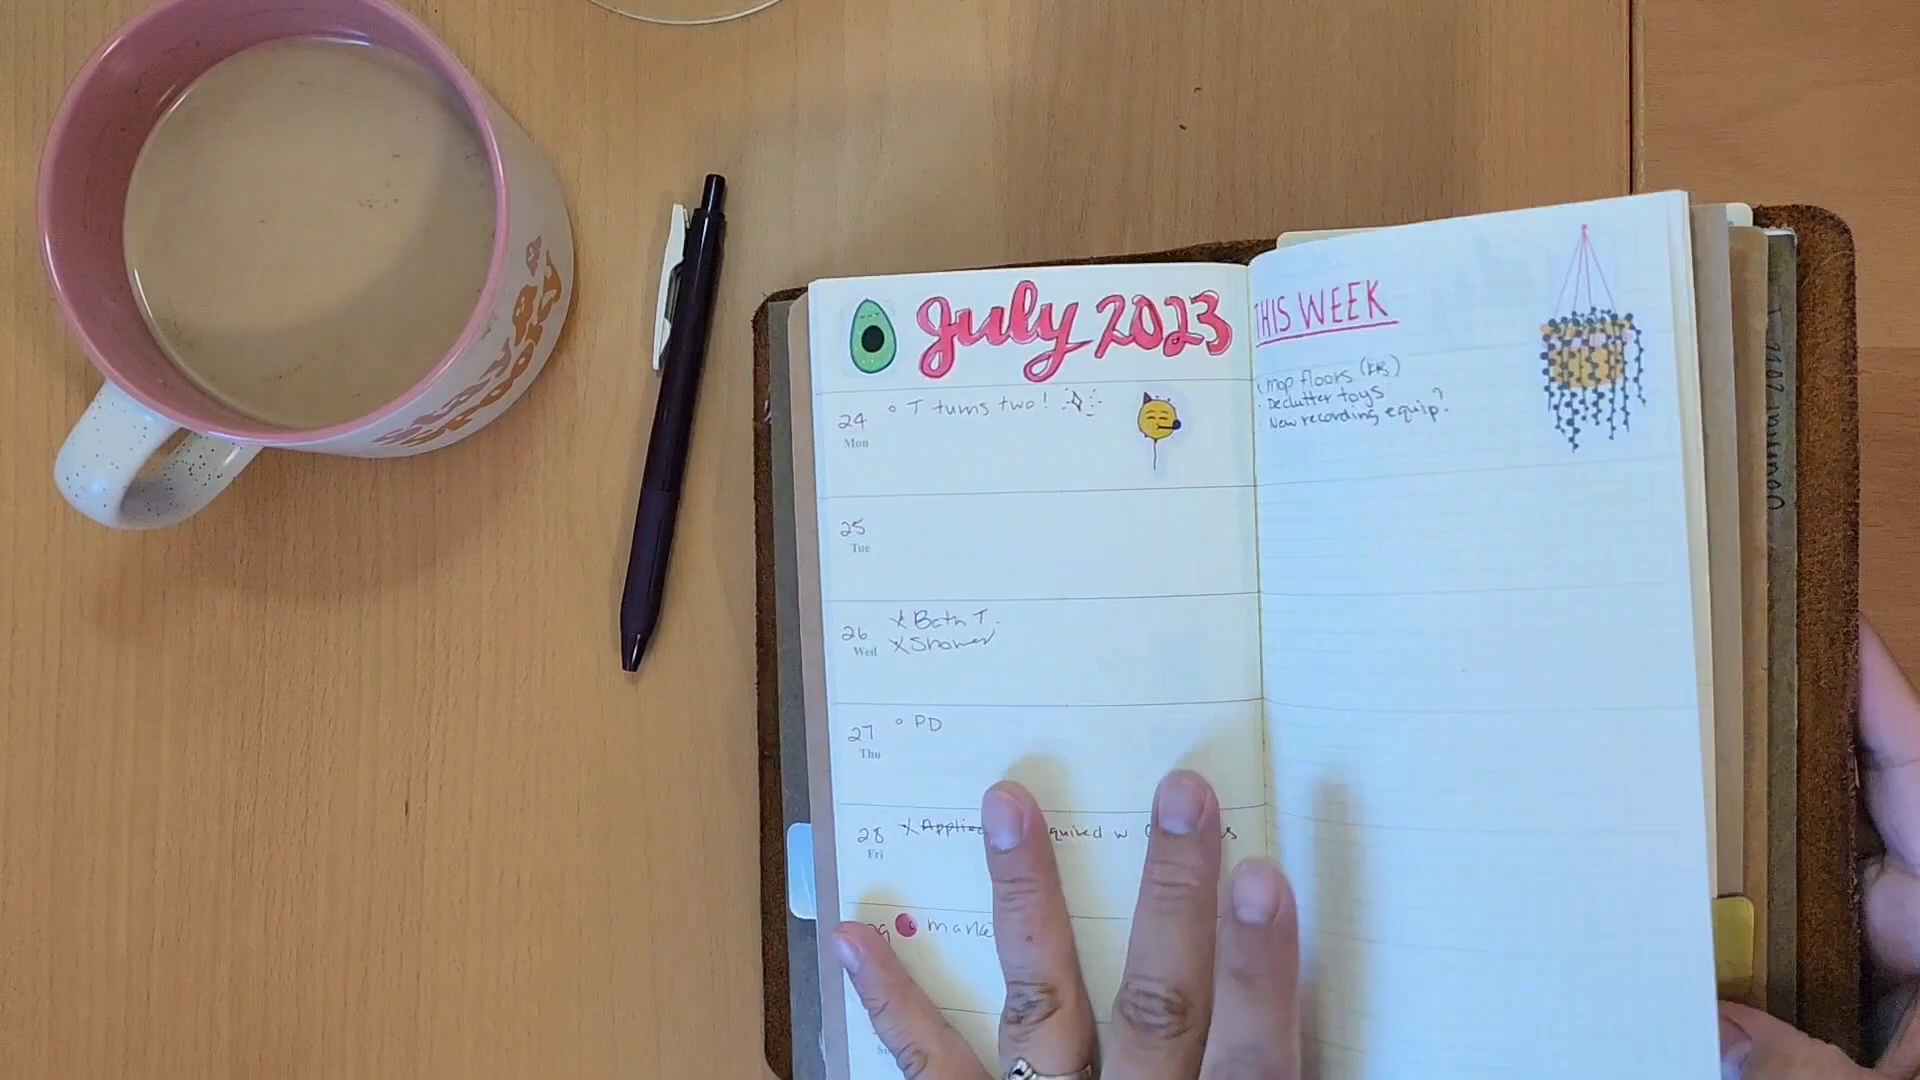 July 2023
24 ° T turns two!
Mon
25
Tue
x Bath T.
26
Wed x Shower
27 ° PD
Thu
28 x Applied quired w
Fri
THIS WEEK
· Mop floors
· Declutter toys
· New recording equip?